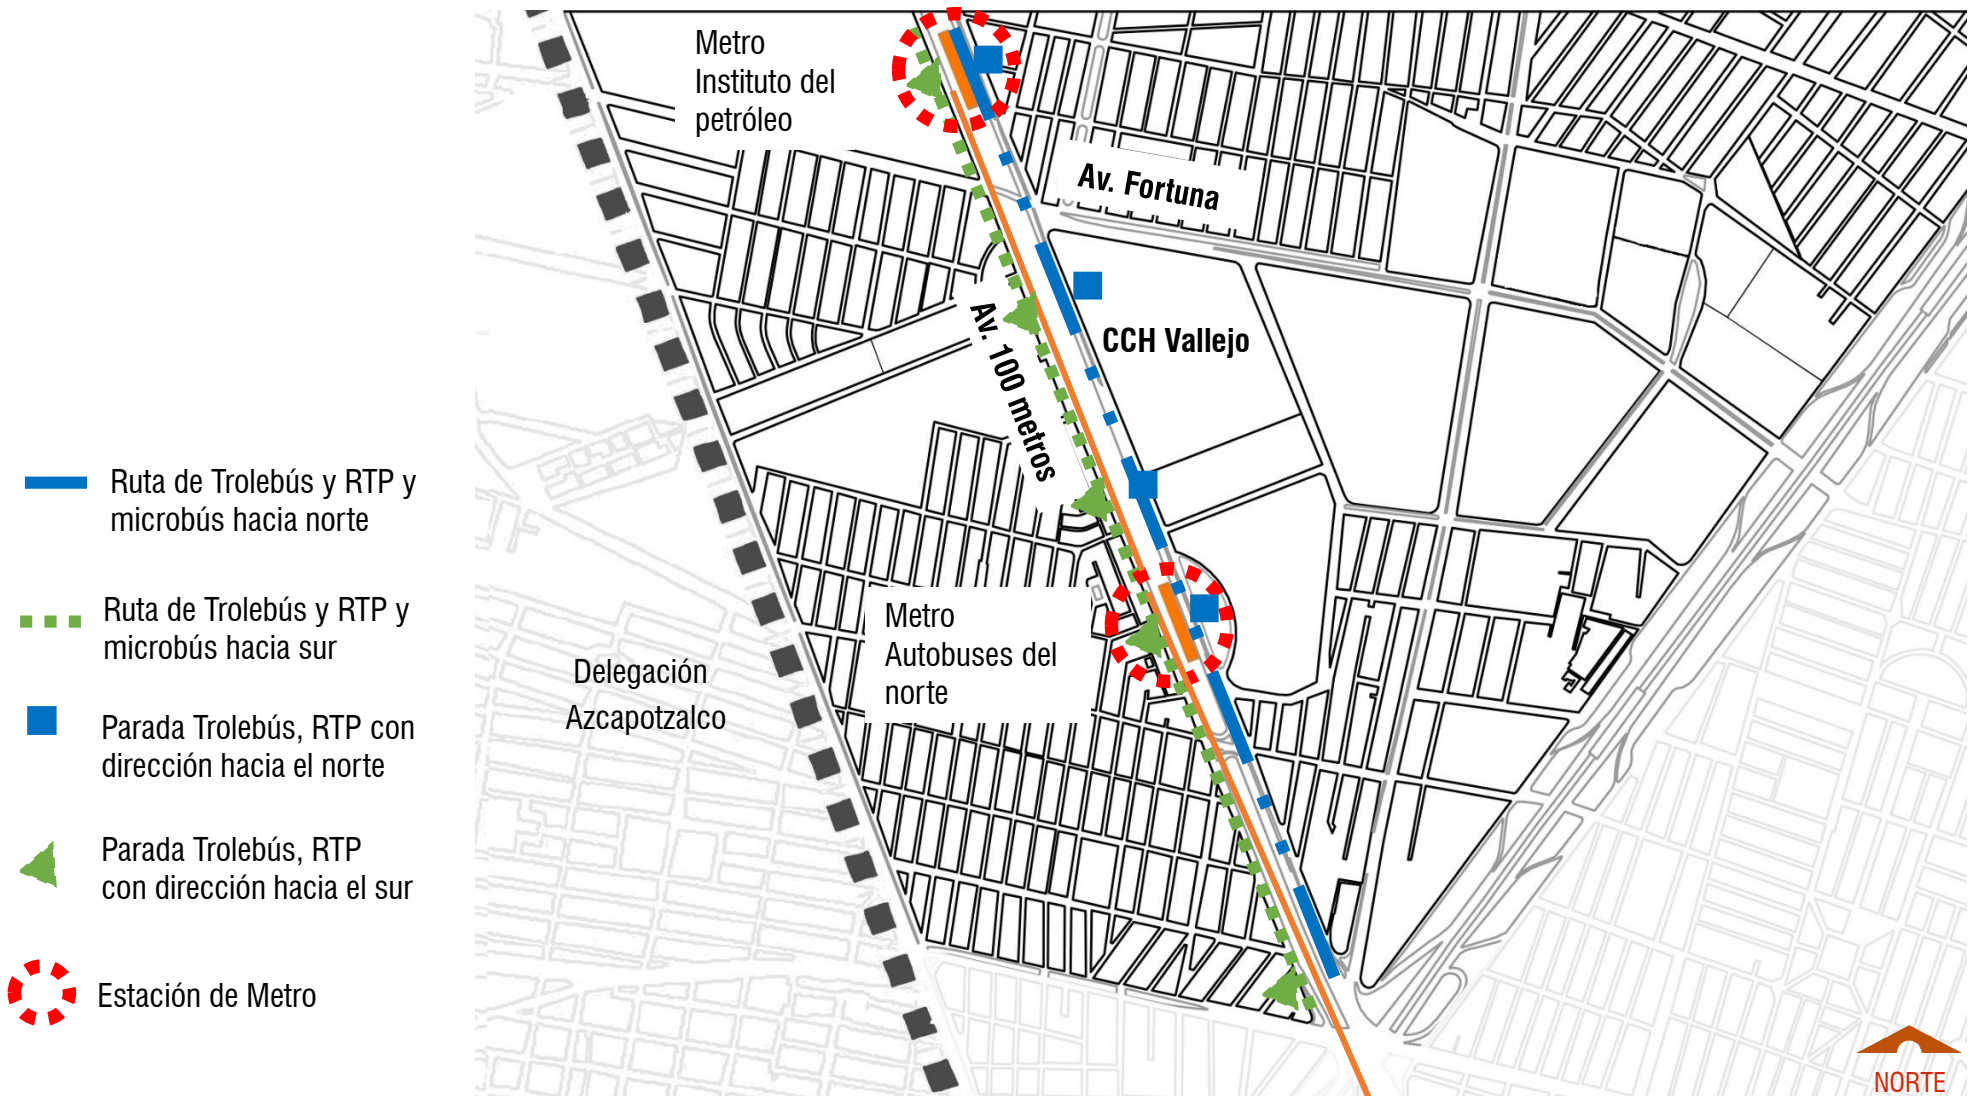 Metro
Instituto del
petróleo
Av. Fortuna
Av. 100 metros
CCH Vallejo
Metro
Autobuses del
norte
Delegación
Azcapotzalco
Ruta de Trolebús y RTP y
microbús hacia norte
Ruta de Trolebús y RTP y
microbús hacia sur
Parada Trolebús, RTP con
dirección hacia el norte
Parada Trolebús, RTP
con dirección hacia el sur
Estación de Metro
NORTE